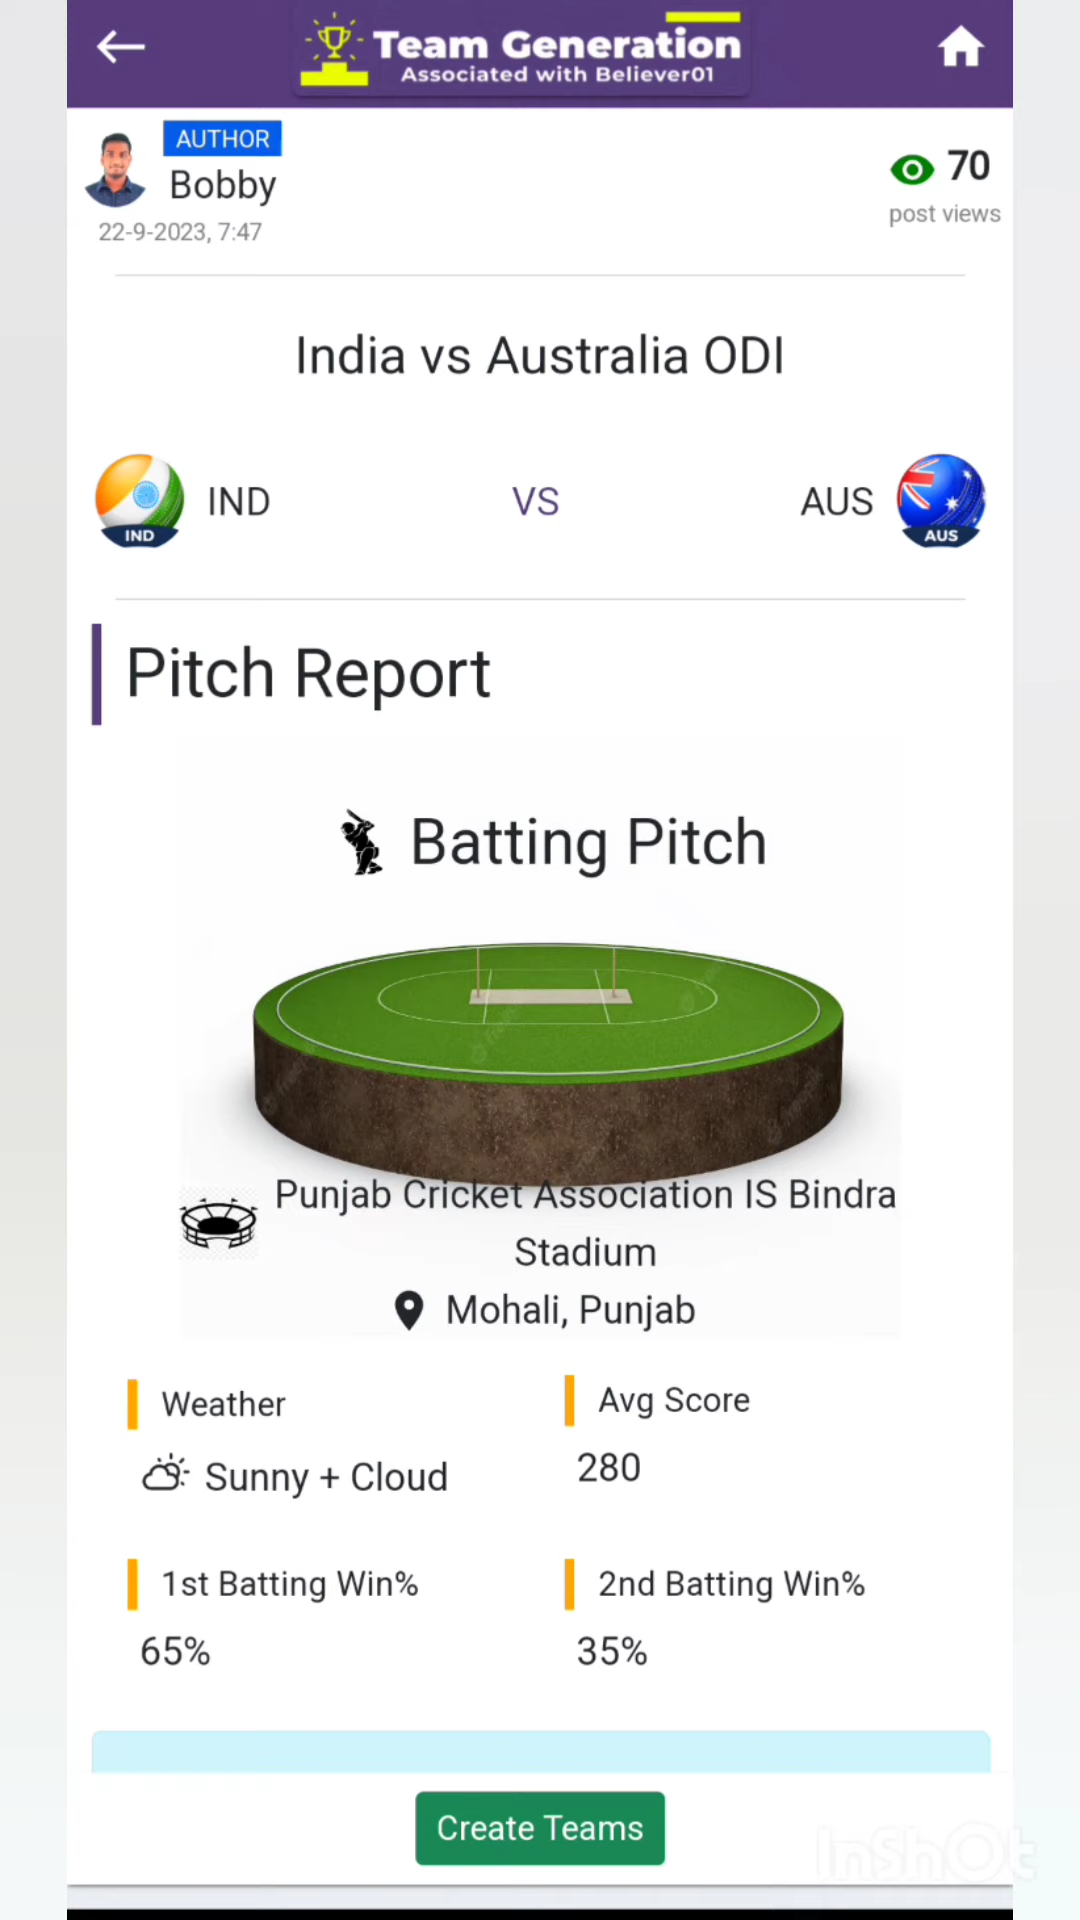 Team Generation
Associated with Believer01
AUTHOR
Bobby
22-9-2023, 7:47
70
post views
India vs Australia ODI
IND
IND
VS
AUS
AUS
Pitch Report
Batting Pitch
Punjab Cricket Association IS Bindra
Stadium
Mohali, Punjab
Weather
Avg Score
Sunny + Cloud
280
1st Batting Win%
2nd Batting Win%
65%
35%
Create Teams
InShOt